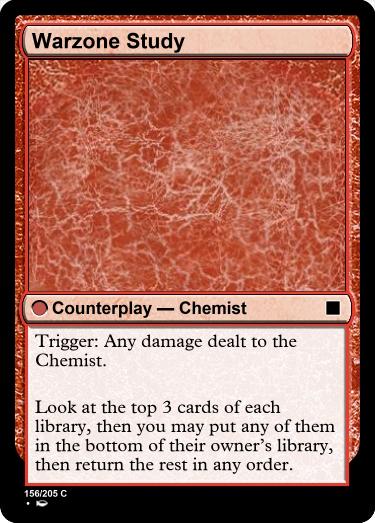 Warzone Study
Counterplay — Chemist
Trigger: Any damage dealt to the
Chemist.
Look at the top 3 cards of each
library, then you may put any of them
in the bottom of their owner's library,
then return the rest in any order.
156/205 C